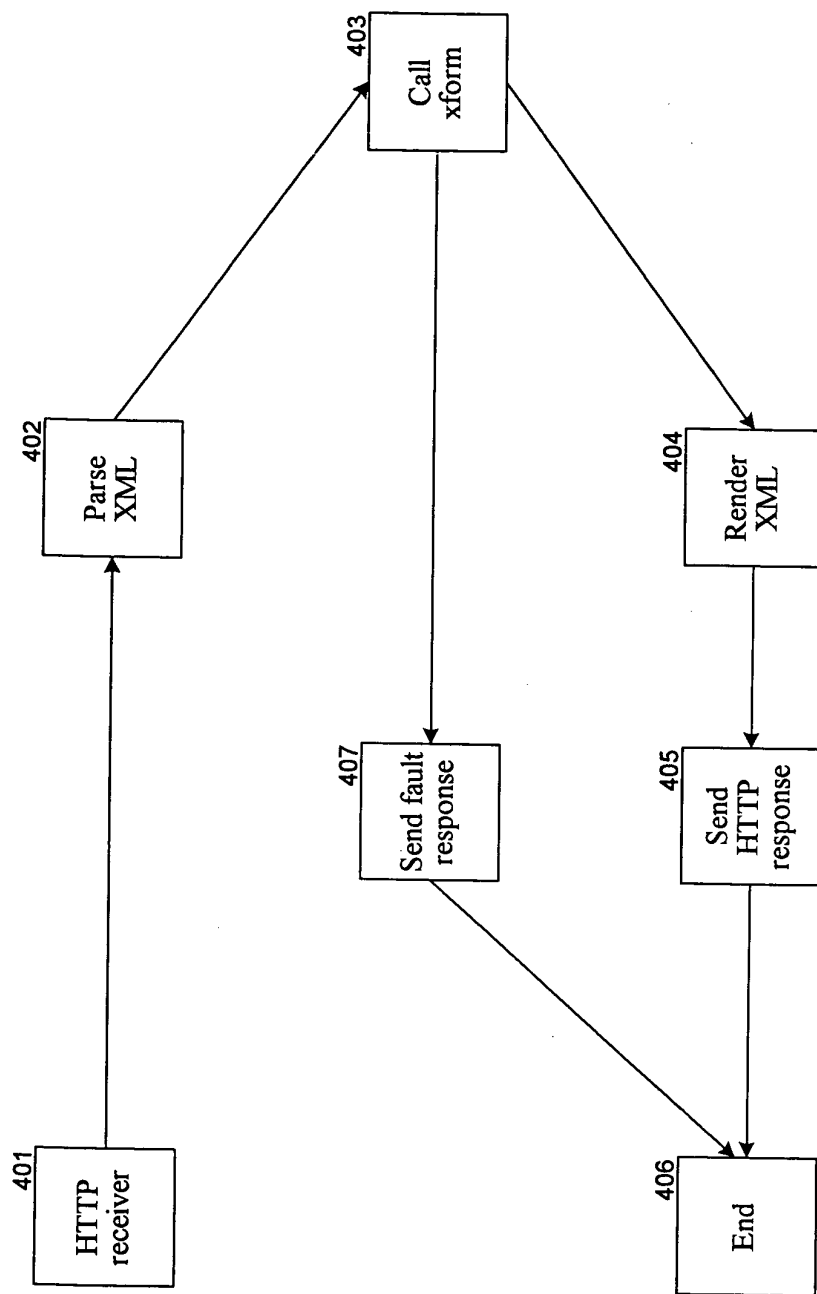 401
HTTP
receiver
402
Parse
XML
403
Call
xform
407
Send fault
response
404
Render
XML
405
Send
HTTP
response
406
End